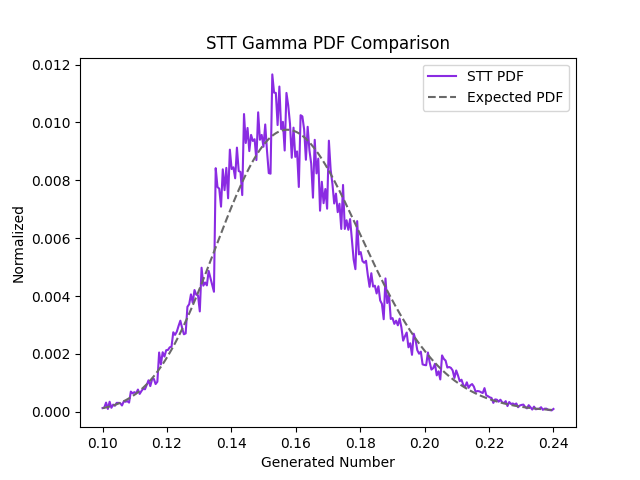 STT Gamma PDF Comparison
STT PDF
Expected PDF
Normalized
0.012
0.010
0.008
0.006
0.004
0.002
0.000
0.10 0.12 0.14 0.16 0.18 0.20 0.22 0.24
Generated Number